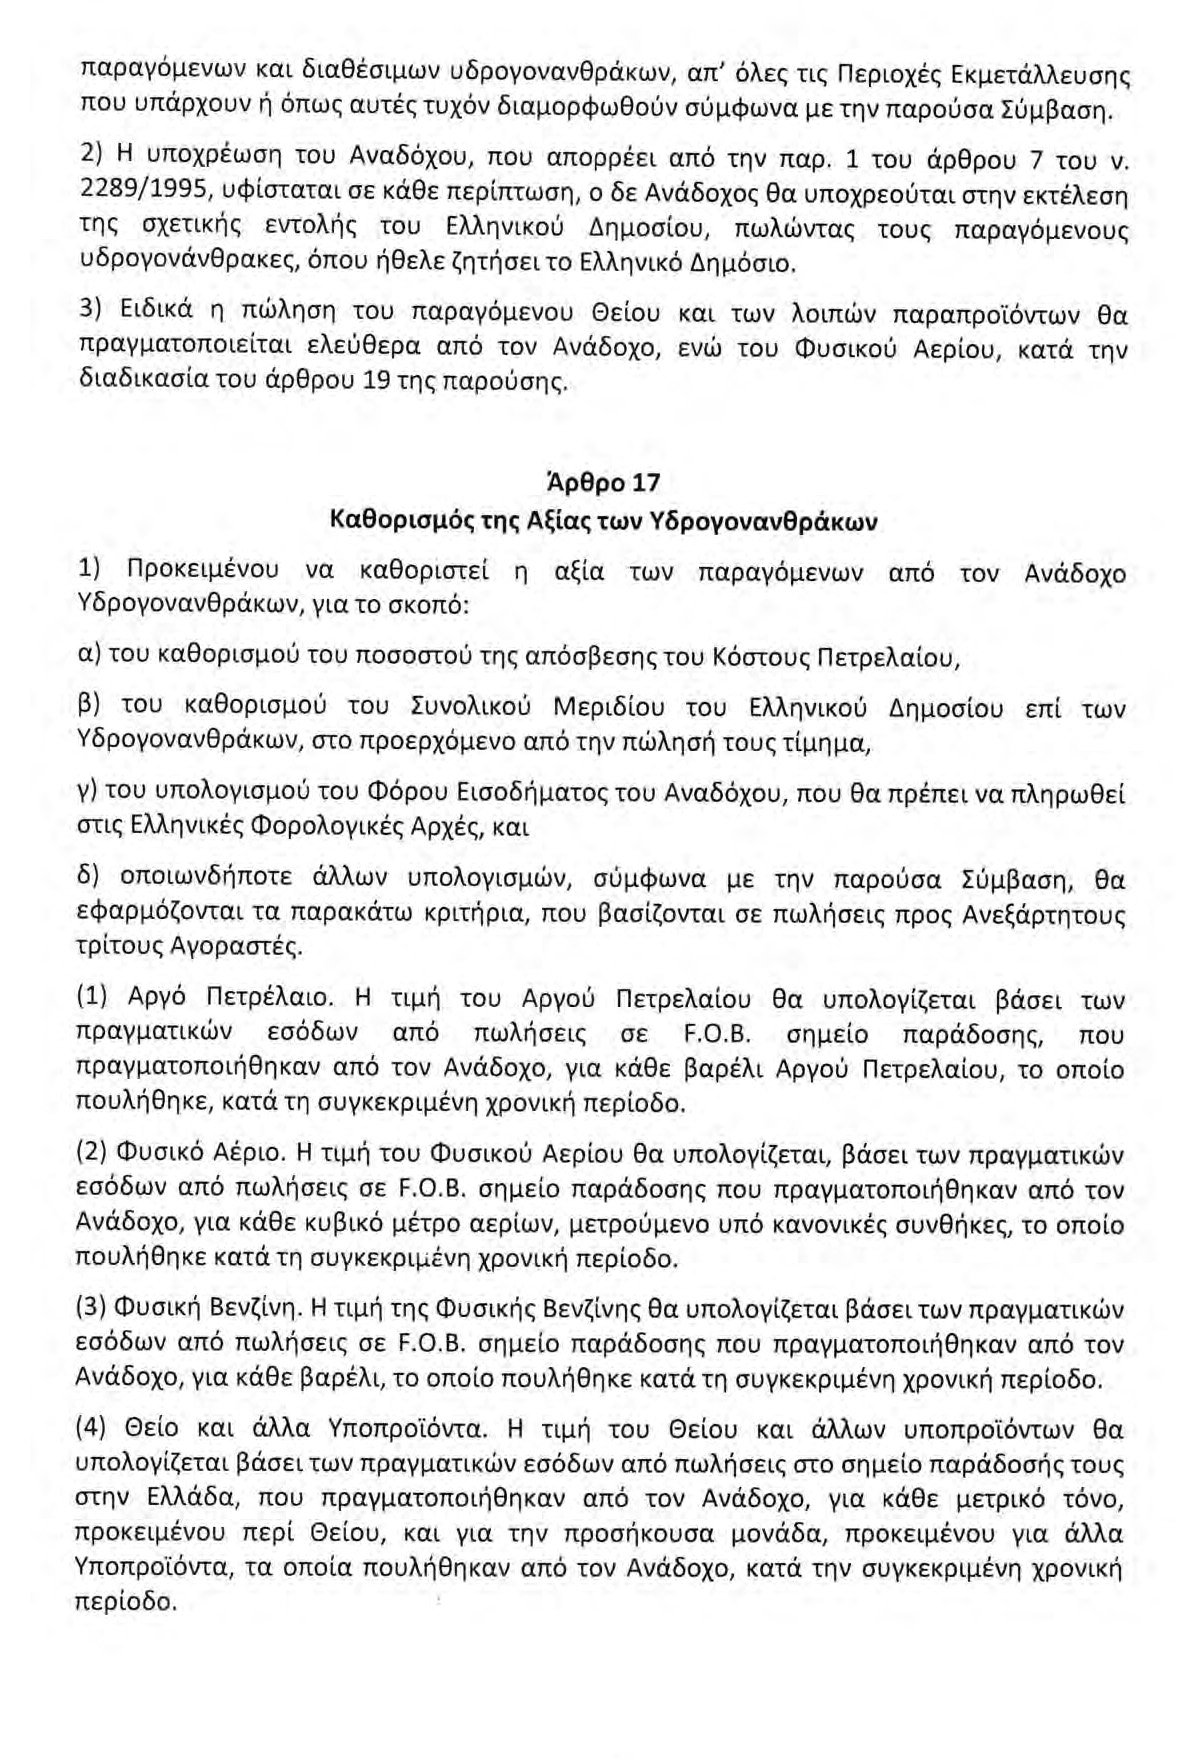 παραγόμενων και διαθέσιμων υδρογονανθράκων, απ' όλες τις Περιοχές Εκμετάλλευσης
που υπάρχουν ή όπως αυτές τυχόν διαμορφωθούν σύμφωνα με την παρούσα Σύμβαση.
2) Η υποχρέωση του Αναδόχου, που απορρέει από την παρ. 1 του άρθρου 7 του ν.
2289/1995, υφίσταται σε κάθε περίπτωση, ο δε Ανάδοχος θα υποχρεούται στην εκτέλεση
της σχετικής εντολής του Ελληνικού Δημοσίου, πωλώντας τους παραγόμενους
υδρογονάνθρακες, όπου ήθελε ζητήσει το Ελληνικό Δημόσιο.
3) Ειδικά η πώληση του παραγόμενου Θείου και των λοιπών παραπροϊόντων θα
πραγματοποιείται ελεύθερα από τον Ανάδοχο, ενώ του Φυσικού Αερίου, κατά την
διαδικασία του άρθρου 19 της παρούσης.
Άρθρο 17
Καθορισμός της Αξίας των Υδρογονανθράκων
1) Προκειμένου να καθοριστεί η αξία των παραγόμενων από τον Ανάδοχο
Υδρογονανθράκων, για το σκοπό:
α) του καθορισμού του ποσοστού της απόσβεσης του Κόστους Πετρελαίου,
β) του καθορισμού του Συνολικού Μεριδίου του Ελληνικού Δημοσίου επί των
Υδρογονανθράκων, στο προερχόμενο από την πώλησή τους τίμημα,
γ) του υπολογισμού του Φόρου Εισοδήματος του Αναδόχου, που θα πρέπει να πληρωθεί
στις Ελληνικές Φορολογικές Αρχές, και
δ) οποιωνδήποτε άλλων υπολογισμών, σύμφωνα με την παρούσα Σύμβαση, θα
εφαρμόζονται τα παρακάτω κριτήρια, που βασίζονται σε πωλήσεις προς Ανεξάρτητους
τρίτους Αγοραστές.
(1) Αργό Πετρέλαιο. Η τιμή του Αργού Πετρελαίου θα υπολογίζεται βάσει των
πραγματικών εσόδων από πωλήσεις σε F.O.B. σημείο παράδοσης, που
πραγματοποιήθηκαν από τον Ανάδοχο, για κάθε βαρέλι Αργού Πετρελαίου, το οποίο
πουλήθηκε, κατά τη συγκεκριμένη χρονική περίοδο.
(2) Φυσικό Αέριο. Η τιμή του Φυσικού Αερίου θα υπολογίζεται, βάσει των πραγματικών
εσόδων από πωλήσεις σε F.O.B. σημείο παράδοσης που πραγματοποιήθηκαν από τον
Ανάδοχο, για κάθε κυβικό μέτρο αερίων, μετρούμενο υπό κανονικές συνθήκες, το οποίο
πουλήθηκε κατά τη συγκεκριμένη χρονική περίοδο.
(3) Φυσική Βενζίνη. Η τιμή της Φυσικής Βενζίνης θα υπολογίζεται βάσει των πραγματικών
εσόδων από πωλήσεις σε F.O.B. σημείο παράδοσης που πραγματοποιήθηκαν από τον
Ανάδοχο, για κάθε βαρέλι, το οποίο πουλήθηκε κατά τη συγκεκριμένη χρονική περίοδο.
(4) Θείο και άλλα Υποπροϊόντα. Η τιμή του Θείου και άλλων υποπροϊόντων θα
υπολογίζεται βάσει των πραγματικών εσόδων από πωλήσεις στο σημείο παράδοσής τους
στην Ελλάδα, που πραγματοποιήθηκαν από τον Ανάδοχο, για κάθε μετρικό τόνο,
προκειμένου περί Θείου, και για την προσήκουσα μονάδα, προκειμένου για άλλα
Υποπροϊόντα, τα οποία πουλήθηκαν από τον Ανάδοχο, κατά την συγκεκριμένη χρονική
περίοδο.